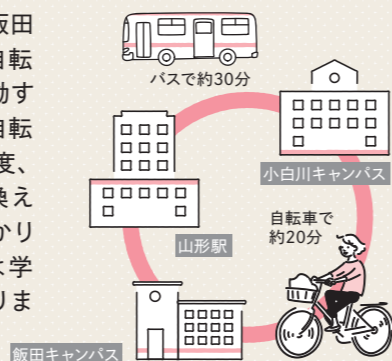 飯田
自転
動す
自転
度、
換え
かり
学
りま
バスで約30分
小白川キャンパス
山形駅
自転車で
約20分
飯田キャンパス